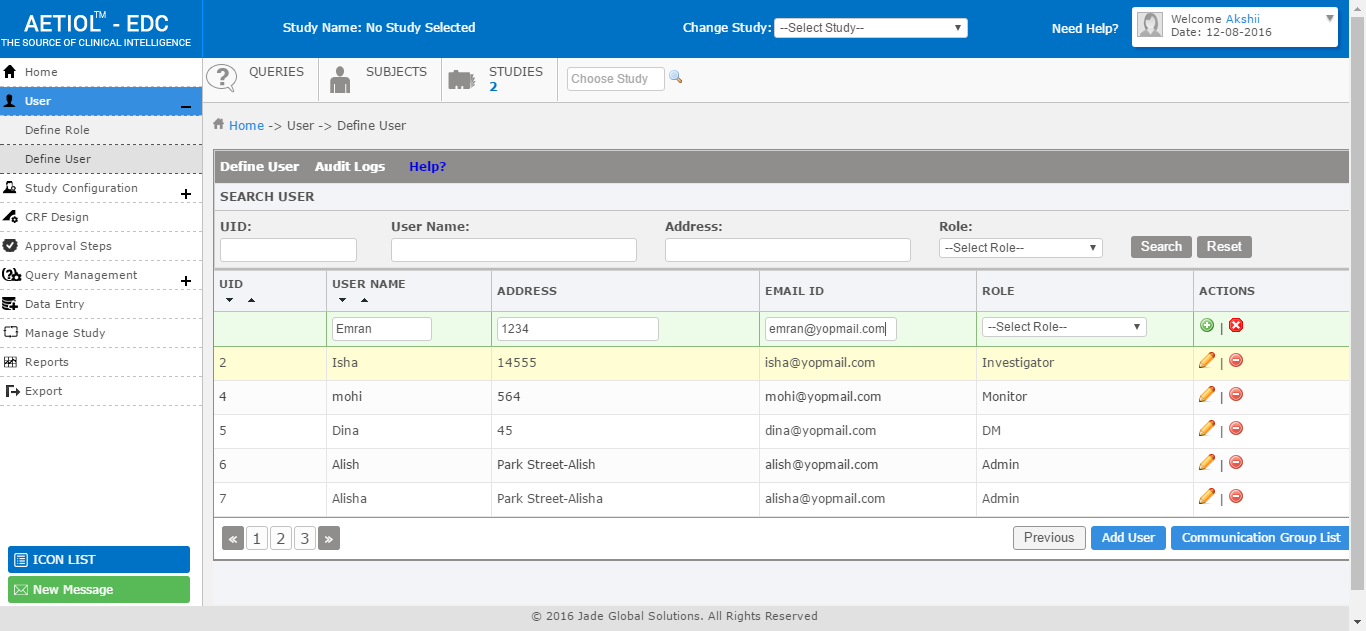 AETIOL™ - EDC
THE SOURCE OF CLINICAL INTELLIGENCE
Study Name: No Study Selected
Change Study: --Select Study--
Need Help?
Welcome Akshii
Date: 12-08-2016
Home
User
Define Role
Define User
Study Configuration
CRF Design
Approval Steps
Query Management
Data Entry
Manage Study
Reports
Export
ICON LIST
New Message
QUERIES
SUBJECTS
STUDIES
2
Choose Study
Home -> User -> Define User
Define User Audit Logs Help?
SEARCH USER
UID: User Name: Address: Role:
--Select Role-- Search Reset
UID USER NAME ADDRESS EMAIL ID ROLE ACTIONS
Emran 1234 emran@yopmail.com --Select Role-- |
2 Isha 14555 isha@yopmail.com Investigator |
4 mohi 564 mohi@yopmail.com Monitor |
5 Dina 45 dina@yopmail.com DM |
6 Alish Park Street-Alish alish@yopmail.com Admin |
7 Alisha Park Street-Alisha alisha@yopmail.com Admin |
« 1 2 3 » Previous Add User Communication Group List
© 2016 Jade Global Solutions. All Rights Reserved